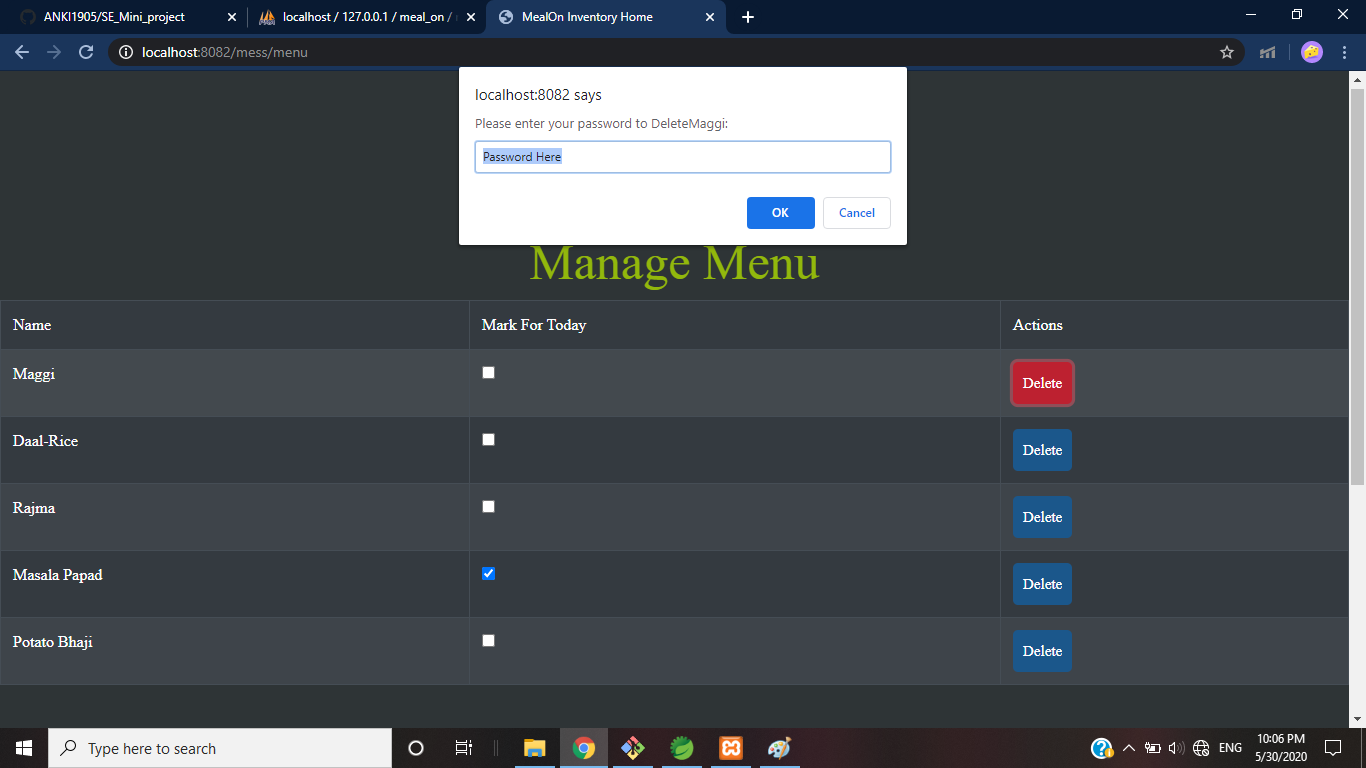 ANKI1905/SE_Mini_project
localhost / 127.0.0.1 / meal_on /
MealOn Inventory Home
localhost:8082/mess/menu
localhost:8082 says
Please enter your password to DeleteMaggi:
Password Here
OK Cancel
Manage Menu
Name Mark For Today Actions
Maggi Delete
Daal-Rice Delete
Rajma Delete
Masala Papad Delete
Potato Bhaji Delete
Type here to search
ENG
10:06 PM
5/30/2020